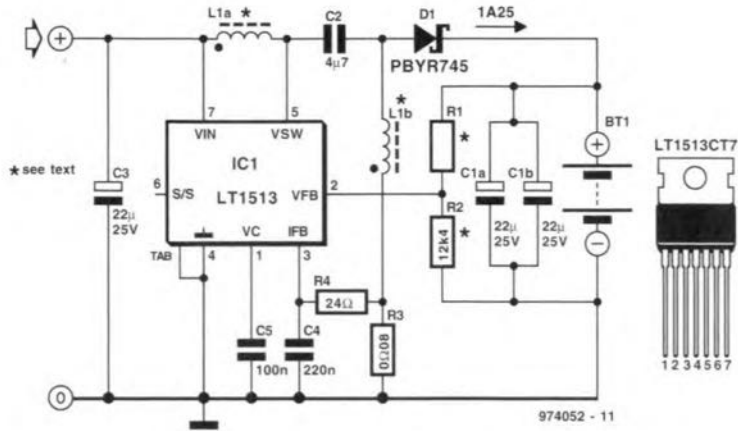 L1a *
C2
4µ7
D1
PBYR745
1A25
+
7
5
VIN
VSW
IC1
LT1513
6
S/S
VFB
2
VC
IFB
TAB
4
1
3
* see text
C3
22µ
25V
L1b
*
R1
*
R2
12k4
*
C1a
22µ
25V
C1b
22µ
25V
BT1
+
−
LT1513CT7
1 2 3 4 5 6 7
R4
24Ω
R3
0Ω08
C5
100n
C4
220n
0
974052 - 11